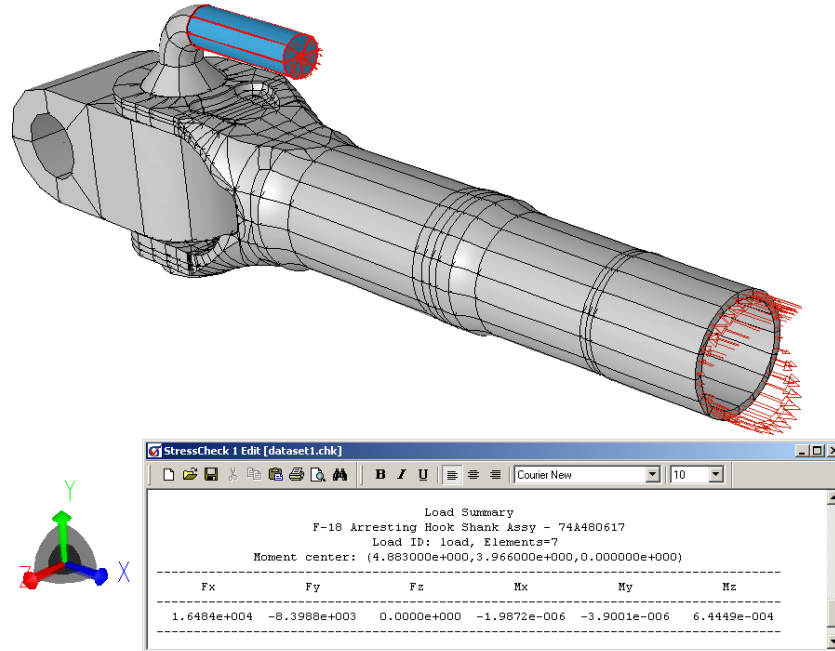 Y
Z
X
StressCheck 1 Edit [dataset1.chk]
B I U Courier New 10
Load Summary
F-18 Arresting Hook Shank Assy - 74A480617
Load ID: load, Elements=7
Moment center: (4.883000e+000,3.966000e+000,0.000000e+000)
Fx Fy Fz Mx My Mz
1.6484e+004 -8.3988e+003 0.0000e+000 -1.9872e-006 -3.9001e-006 6.4449e-004